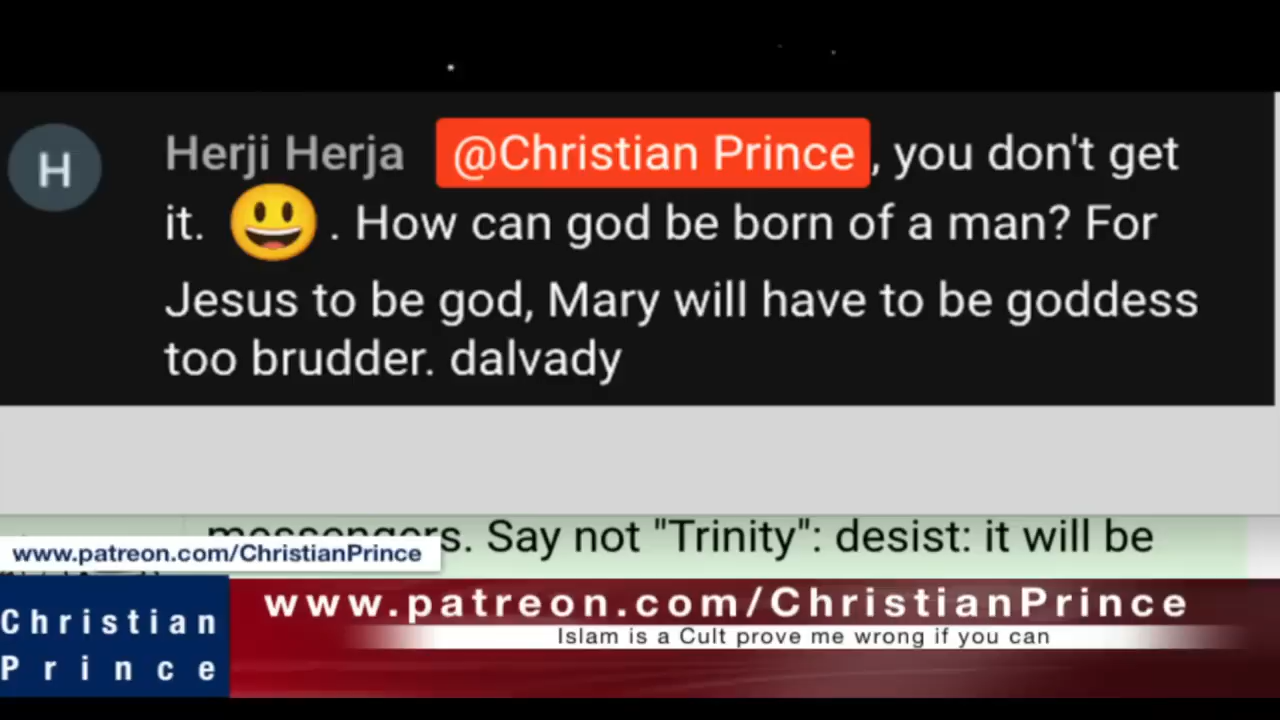 H
Herji Herja @Christian Prince, you don't get
it. 😃 . How can god be born of a man? For
Jesus to be god, Mary will have to be goddess
too brudder. dalvady
messengers. Say not "Trinity": desist: it will be
www.patreon.com/ChristianPrince
Christian
Prince
www.patreon.com/ChristianPrince
Islam is a Cult prove me wrong if you can